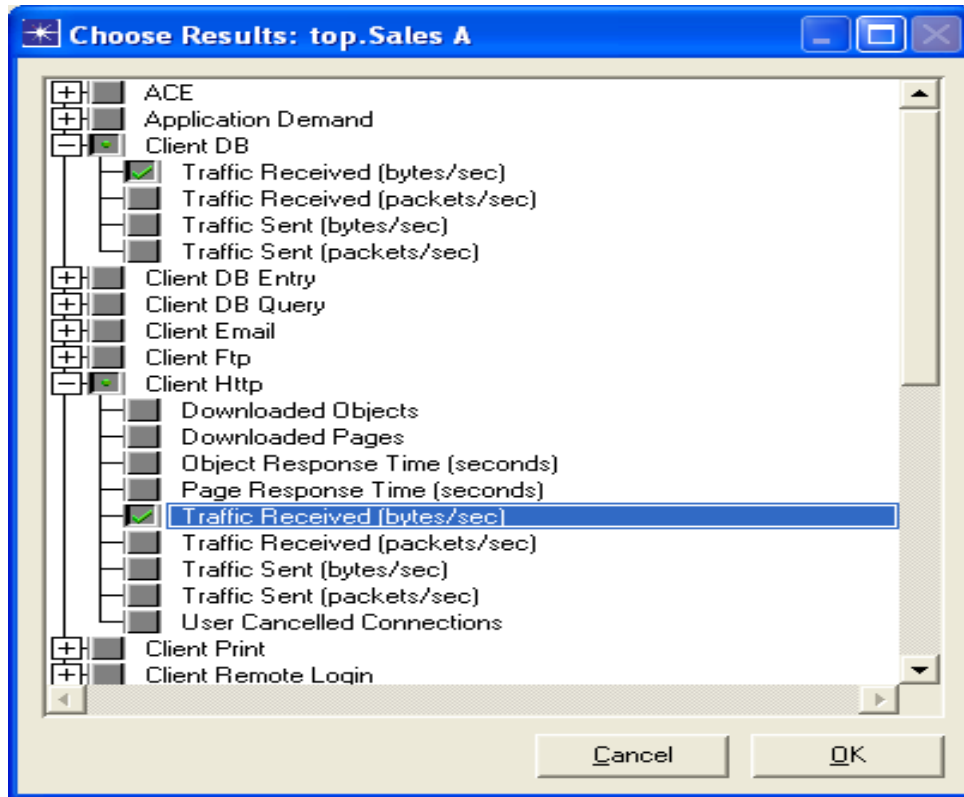 Choose Results: top.Sales A
ACE
Application Demand
Client DB
Traffic Received (bytes/sec)
Traffic Received (packets/sec)
Traffic Sent (bytes/sec)
Traffic Sent (packets/sec)
Client DB Entry
Client DB Query
Client Email
Client Ftp
Client Http
Downloaded Objects
Downloaded Pages
Object Response Time (seconds)
Page Response Time (seconds)
Traffic Received (bytes/sec)
Traffic Received (packets/sec)
Traffic Sent (bytes/sec)
Traffic Sent (packets/sec)
User Cancelled Connections
Client Print
Client Remote Login
Cancel OK